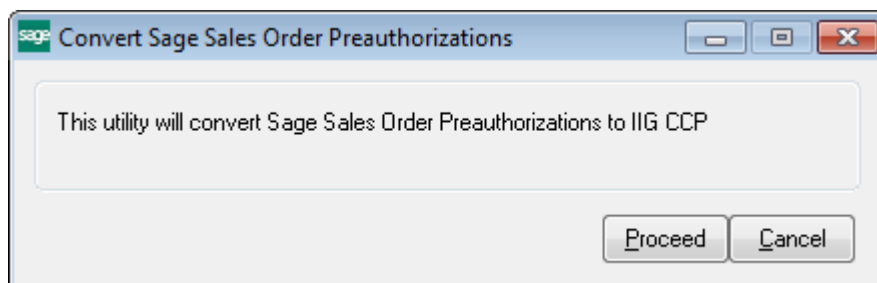 sage Convert Sage Sales Order Preauthorizations
This utility will convert Sage Sales Order Preauthorizations to IIG CCP
Proceed Cancel